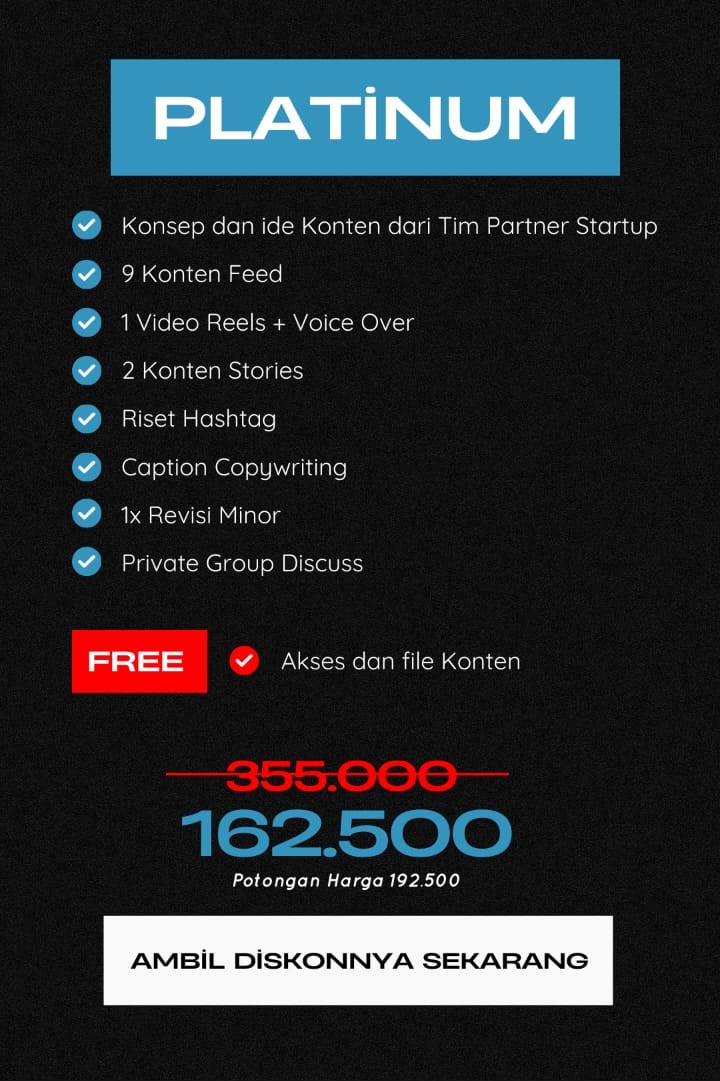 PLATİNUM
Konsep dan ide Konten dari Tim Partner Startup
9 Konten Feed
1 Video Reels + Voice Over
2 Konten Stories
Riset Hashtag
Caption Copywriting
1x Revisi Minor
Private Group Discuss
FREE Akses dan file Konten
355.000
162.500
Potongan Harga 192.500
AMBİL DİSKONNYA SEKARANG